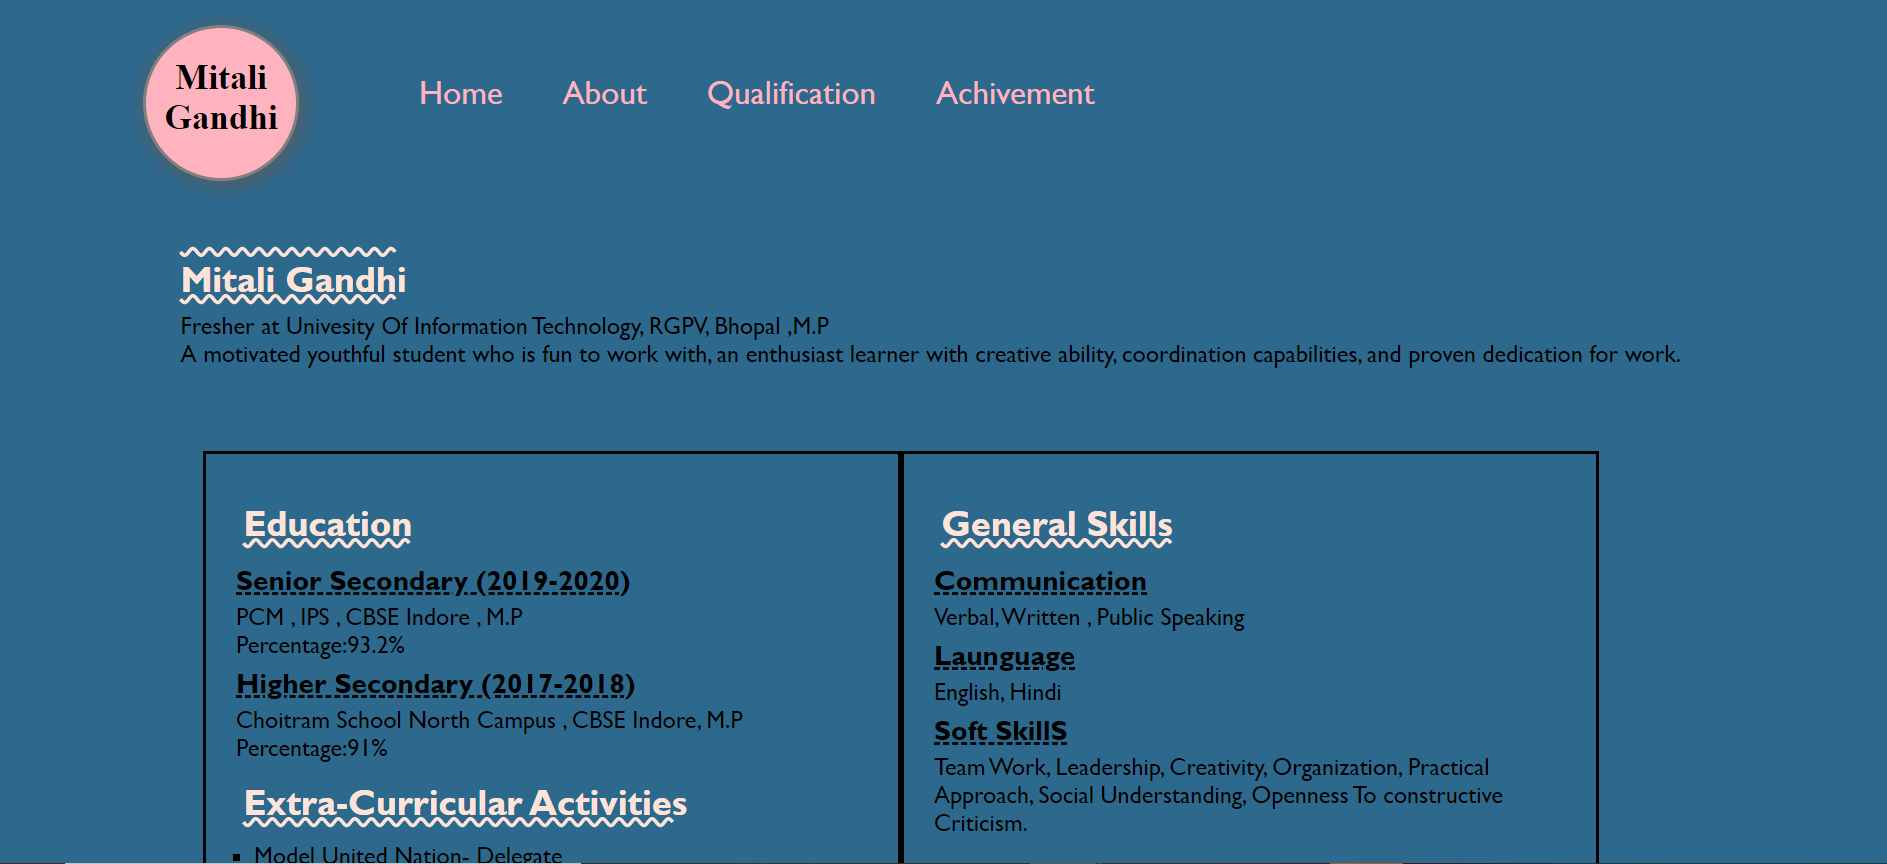 Mitali
Gandhi
Home About Qualification Achivement
Mitali Gandhi
Fresher at Univesity Of Information Technology, RGPV, Bhopal ,M.P
A motivated youthful student who is fun to work with, an enthusiast learner with creative ability, coordination capabilities, and proven dedication for work.
Education
Senior Secondary (2019-2020)
PCM , IPS , CBSE Indore , M.P
Percentage:93.2%
Higher Secondary (2017-2018)
Choitram School North Campus , CBSE Indore, M.P
Percentage:91%
Extra-Curricular Activities
Model United Nation- Delegate
General Skills
Communication
Verbal, Written , Public Speaking
Launguage
English, Hindi
Soft SkillS
Team Work, Leadership, Creativity, Organization, Practical
Approach, Social Understanding, Openness To constructive
Criticism.